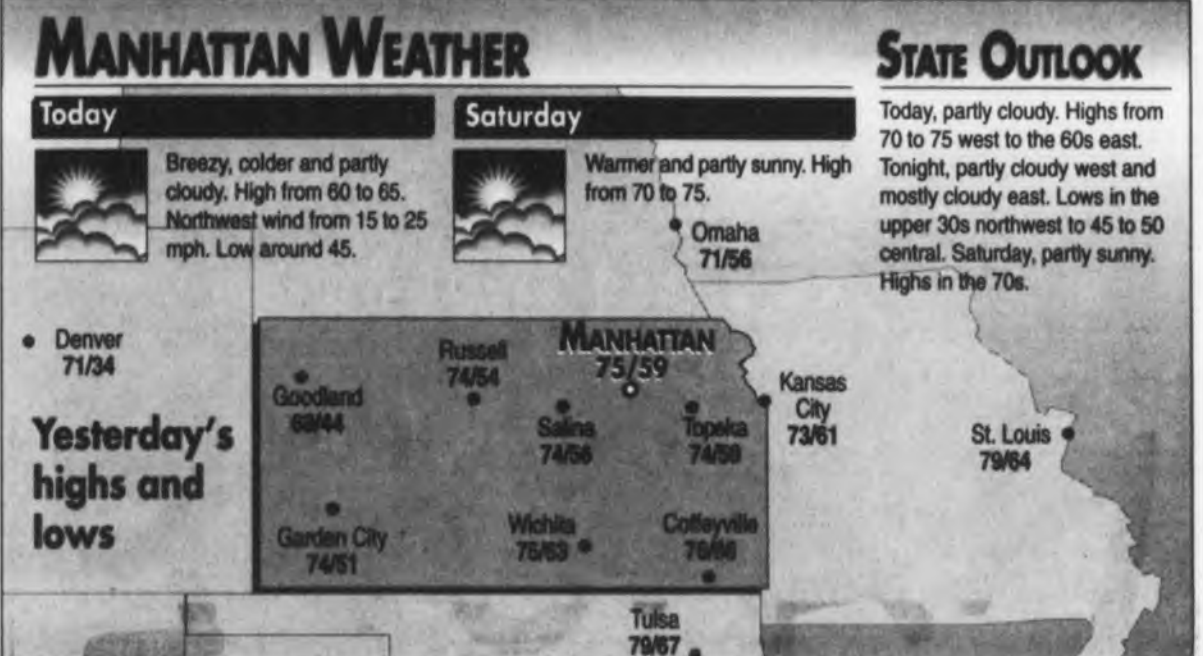 MANHATTAN WEATHER
Today
Breezy, colder and partly
cloudy. High from 60 to 65.
Northwest wind from 15 to 25
mph. Low around 45.
Saturday
Warmer and partly sunny. High
from 70 to 75.
STATE OUTLOOK
Today, partly cloudy. Highs from
70 to 75 west to the 60s east.
Tonight, partly cloudy west and
mostly cloudy east. Lows in the
upper 30s northwest to 45 to 50
central. Saturday, partly sunny.
Highs in the 70s.
Omaha
71/56
Denver
71/34
Yesterday's
highs and
lows
Goodland
Russell
74/54
MANHATTAN
75/59
Salina
74/56
Topeka
Kansas
City
73/61
St. Louis
79/64
Garden City
74/51
Wichita
Coffeyville
Tulsa
79/67